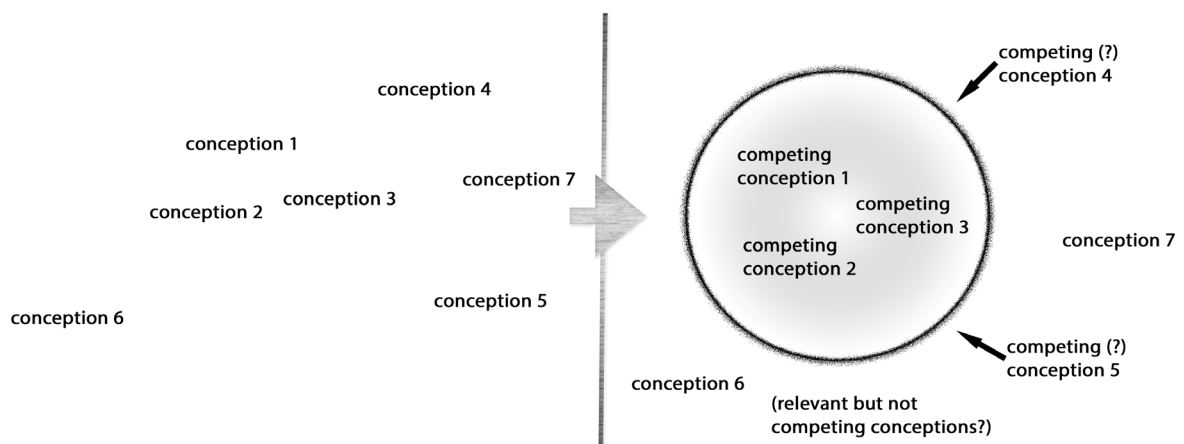 conception 4
conception 1
conception 7
conception 3
conception 2
conception 5
conception 6
competing (?)
conception 4
competing
conception 1
competing
conception 3
competing
conception 2
conception 7
competing (?)
conception 5
conception 6
(relevant but not
competing conceptions?)